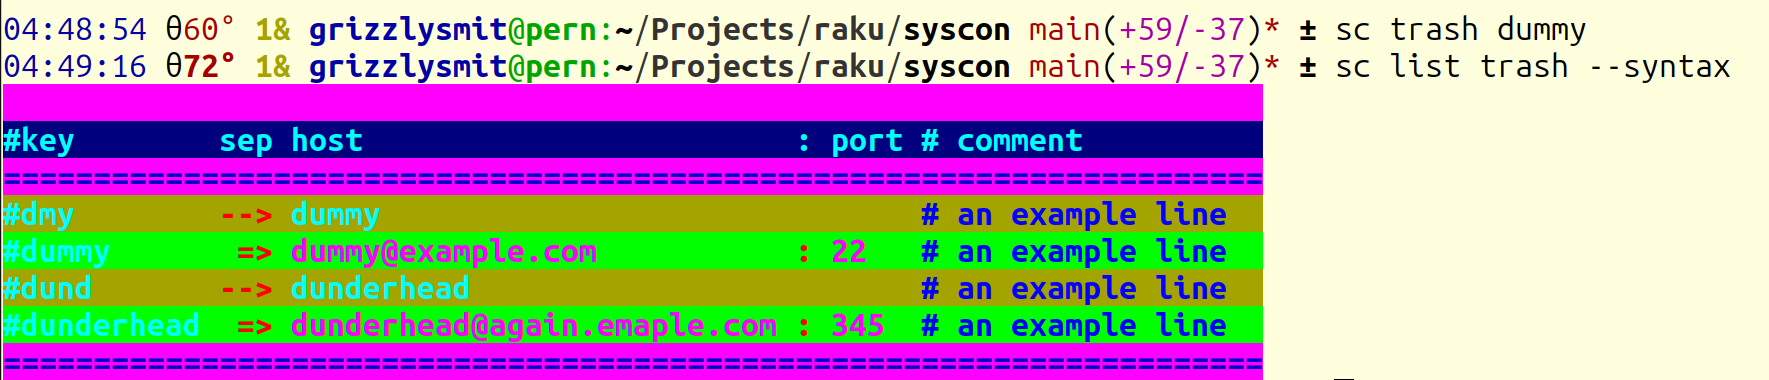 04:48:54 θ60° 1& grizzlysmit@pern:~/Projects/raku/syscon main(+59/-37)* ± sc trash dummy
04:49:16 θ72° 1& grizzlysmit@pern:~/Projects/raku/syscon main(+59/-37)* ± sc list trash --syntax
#key        sep host                        : port # comment
======================================================================
#dmy        --> dummy                              # an example line
#dummy       => dummy@example.com           : 22   # an example line
#dund       --> dunderhead                         # an example line
#dunderhead  => dunderhead@again.emaple.com : 345  # an example line
======================================================================